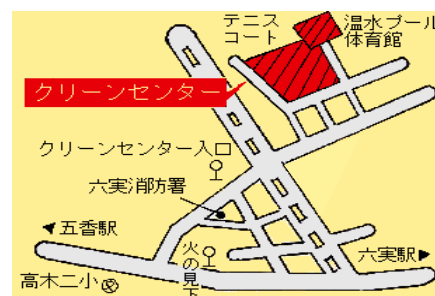 テニス
コート
温水プール
体育館
クリーンセンター
クリーンセンター入口
六実消防署
五香駅
火の見下
六実駅
高木二小